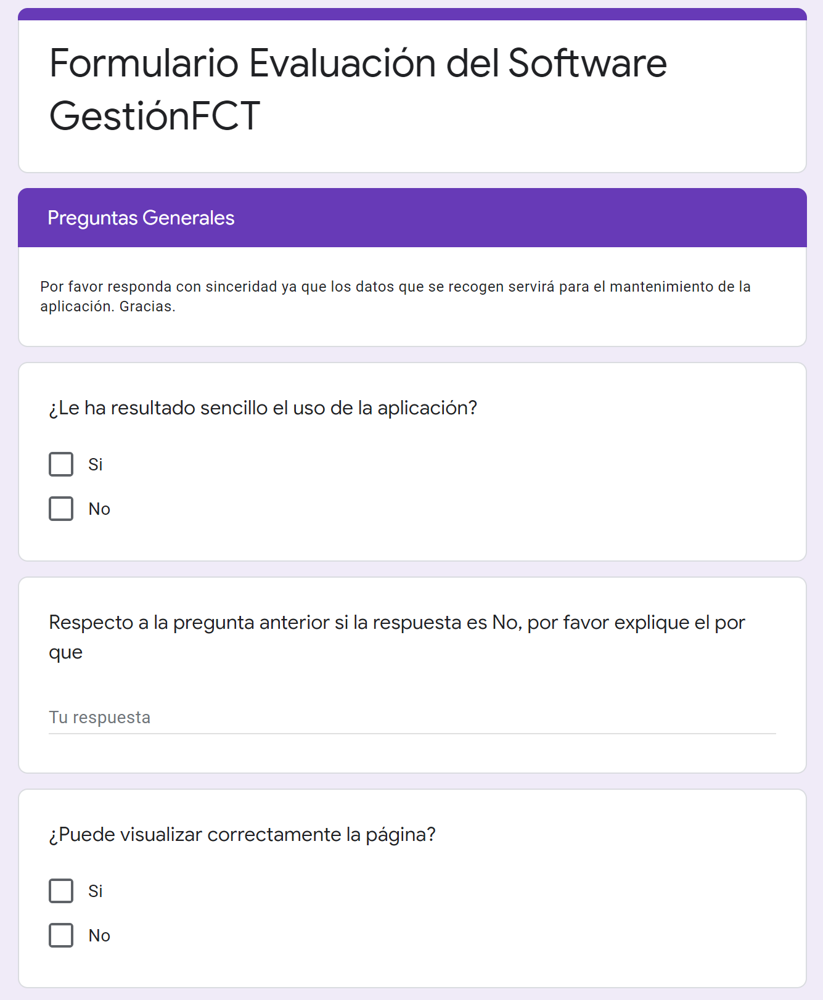 Formulario Evaluación del Software
GestiónFCT
Preguntas Generales
Por favor responda con sinceridad ya que los datos que se recogen servirá para el mantenimiento de la
aplicación. Gracias.
¿Le ha resultado sencillo el uso de la aplicación?
Si
No
Respecto a la pregunta anterior si la respuesta es No, por favor explique el por
que
Tu respuesta
¿Puede visualizar correctamente la página?
Si
No